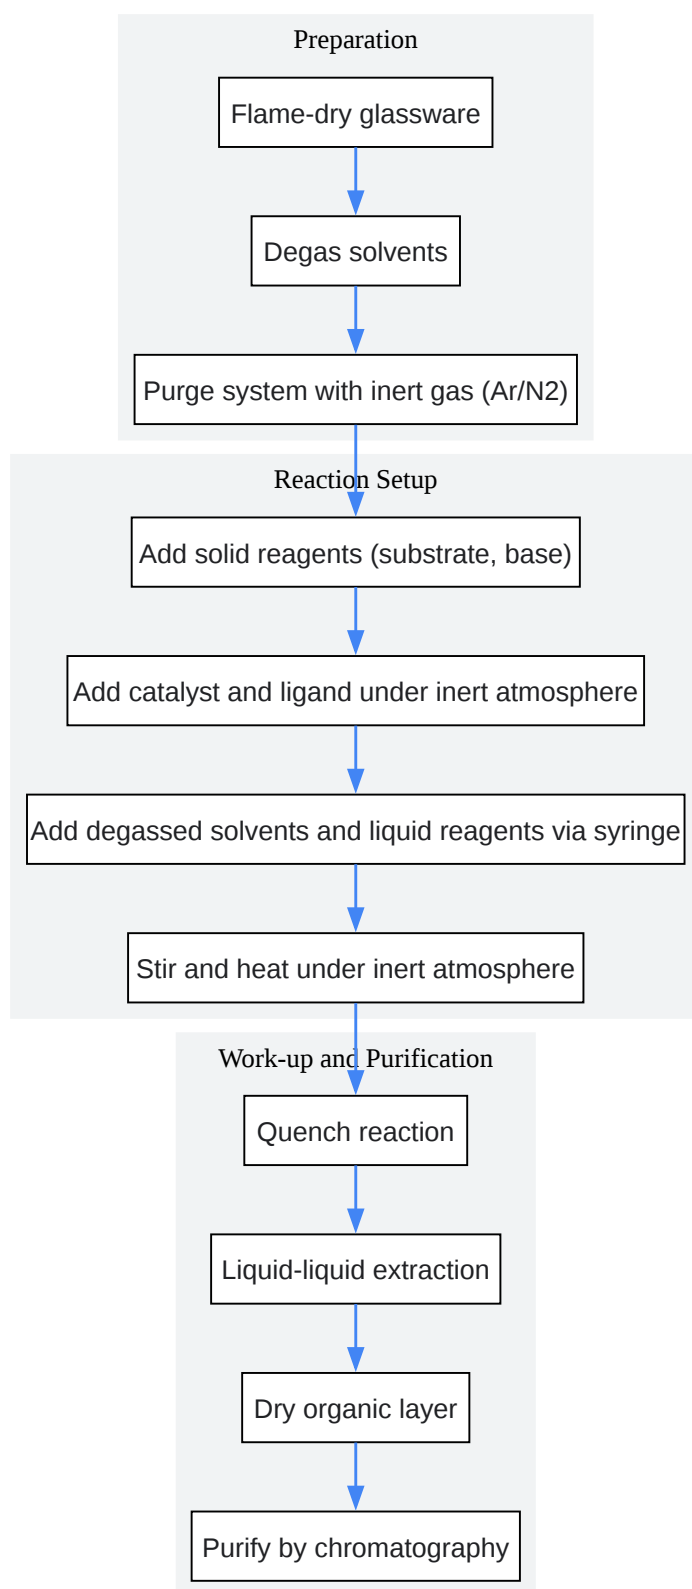 Preparation
Flame-dry glassware
Degas solvents
Purge system with inert gas (Ar/N2)
Reaction Setup
Add solid reagents (substrate, base)
Add catalyst and ligand under inert atmosphere
Add degassed solvents and liquid reagents via syringe
Stir and heat under inert atmosphere
Work-up and Purification
Quench reaction
Liquid-liquid extraction
Dry organic layer
Purify by chromatography